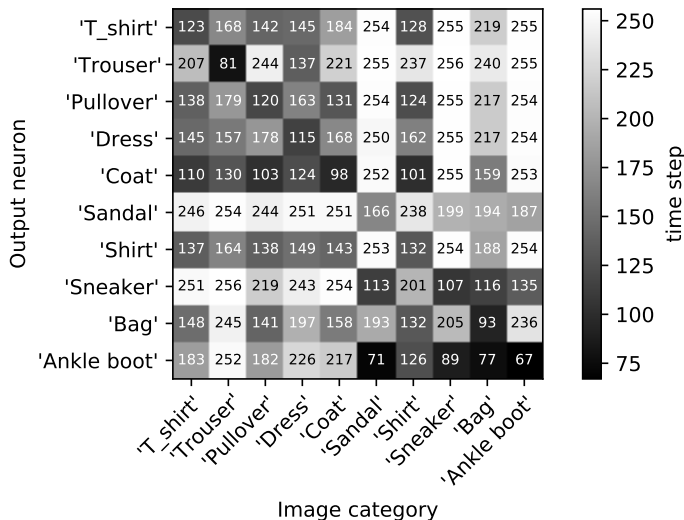 'T_shirt' 123 168 142 145 184 254 128 255 219 255
'Trouser' 207 81 244 137 221 255 237 256 240 255
'Pullover' 138 179 120 163 131 254 124 255 217 254
'Dress' 145 157 178 115 168 250 162 255 217 254
'Coat' 110 130 103 124 98 252 101 255 159 253
'Sandal' 246 254 244 251 251 166 238 199 194 187
'Shirt' 137 164 138 149 143 253 132 254 188 254
'Sneaker' 251 256 219 243 254 113 201 107 116 135
'Bag' 148 245 141 197 158 193 132 205 93 236
'Ankle boot' 183 252 182 226 217 71 126 89 77 67
'T_shirt' 'Trouser' 'Pullover' 'Dress' 'Coat' 'Sandal' 'Shirt' 'Sneaker' 'Bag' 'Ankle boot'
Image category
Output neuron
250
225
200
175
150
125
100
75
time step